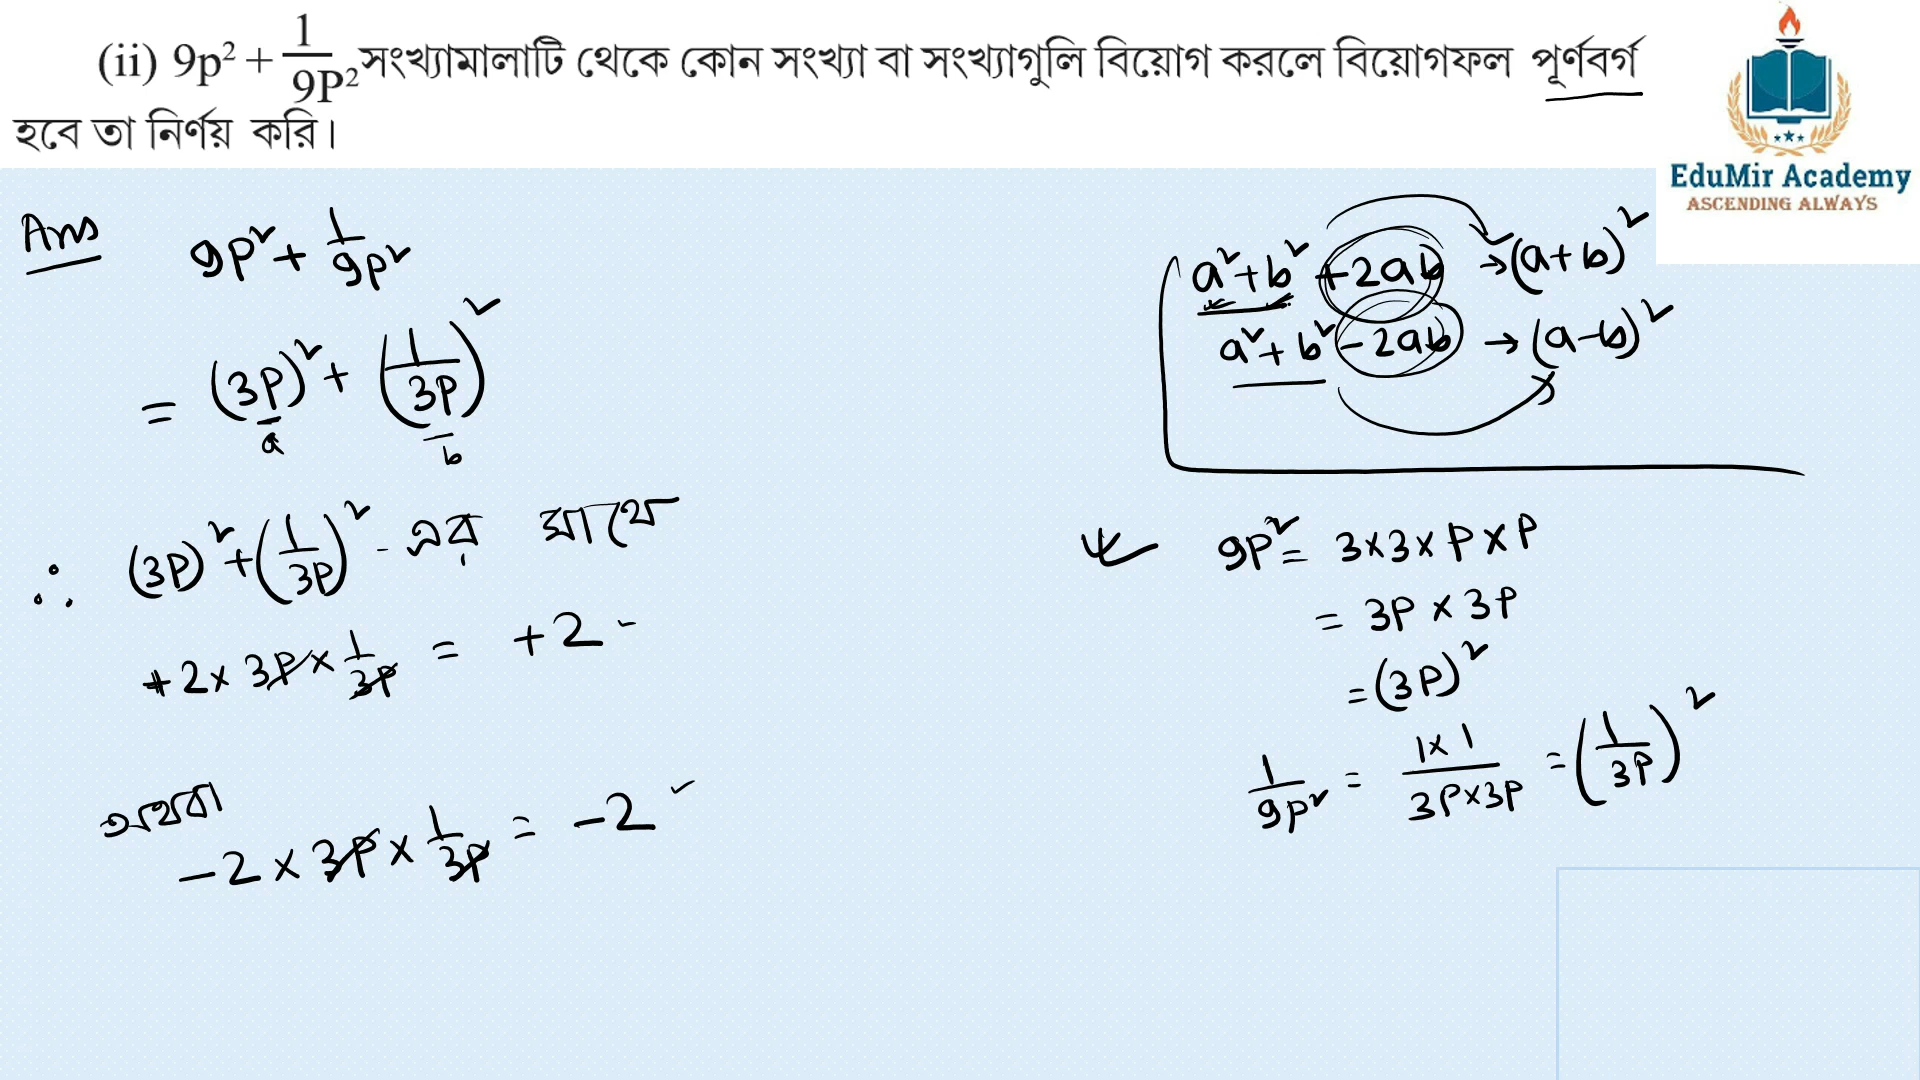 (ii) 9p² + 1/9P² সংখ্যামালাটি থেকে কোন সংখ্যা বা সংখ্যাগুলি বিয়োগ করলে বিয়োগফল পূর্ণবর্গ
হবে তা নির্ণয় করি।
EduMir Academy
ASCENDING ALWAYS
Ans
9p² + 1/9p²
= (3p)² + (1/3p)²
a b
∴ (3p)² + (1/3p)² - এর সাথে
+2 × 3p × 1/3p = +2
অথবা
-2 × 3p × 1/3p = -2
a² + b² + 2ab → (a+b)²
a² + b² - 2ab → (a-b)²
9p² = 3×3×p×p
= 3p × 3p
= (3p)²
1/9p² = 1×1/3p×3p = (1/3p)²